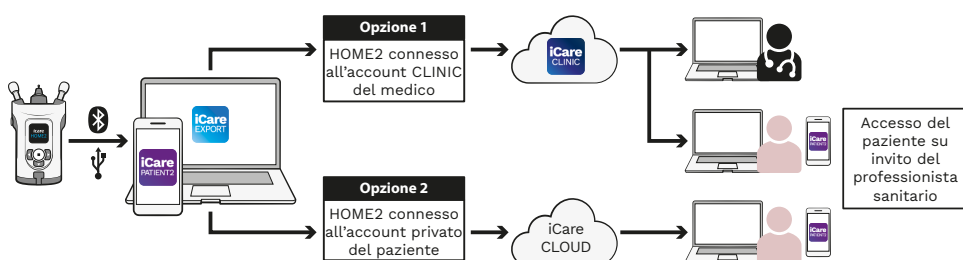 Opzione 1
HOME2 connesso
all'account CLINIC
del medico
iCare
CLINIC
icare
HOME2
iCare
EXPORT
iCare
PATIENT2
iCare
PATIENT2
Accesso del
paziente su
invito del
professionista
sanitario
Opzione 2
HOME2 connesso
all'account privato
del paziente
iCare
CLOUD
iCare
PATIENT2